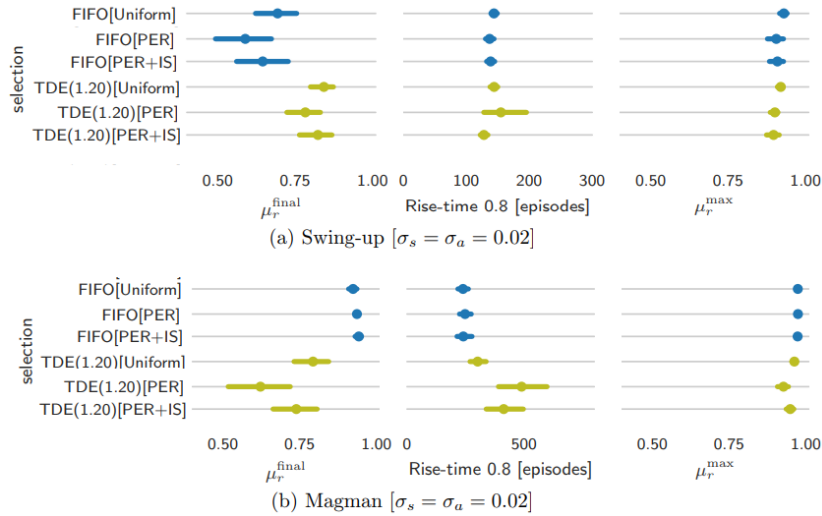 FIFO[Uniform]
FIFO[PER]
FIFO[PER+IS]
TDE(1.20)[Uniform]
TDE(1.20)[PER]
TDE(1.20)[PER+IS]
selection
0.50 0.75 1.00 0 100 200 300 0.50 0.75 1.00
μ_r^final Rise-time 0.8 [episodes] μ_r^max
(a) Swing-up [σ_s = σ_a = 0.02]
FIFO[Uniform]
FIFO[PER]
FIFO[PER+IS]
TDE(1.20)[Uniform]
TDE(1.20)[PER]
TDE(1.20)[PER+IS]
selection
0.50 0.75 1.00 0 500 0.50 0.75 1.00
μ_r^final Rise-time 0.8 [episodes] μ_r^max
(b) Magman [σ_s = σ_a = 0.02]